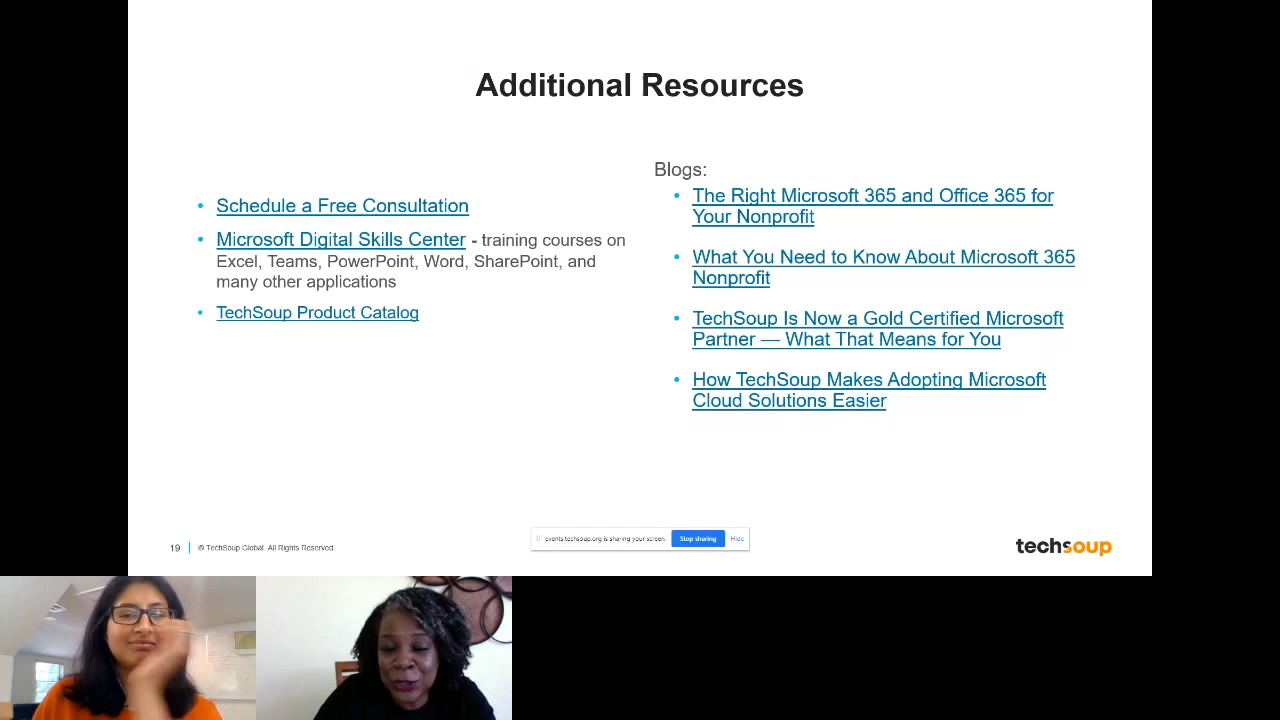 Additional Resources
• Schedule a Free Consultation
• Microsoft Digital Skills Center - training courses on
Excel, Teams, PowerPoint, Word, SharePoint, and
many other applications
• TechSoup Product Catalog
Blogs:
• The Right Microsoft 365 and Office 365 for
Your Nonprofit
• What You Need to Know About Microsoft 365
Nonprofit
• TechSoup Is Now a Gold Certified Microsoft
Partner — What That Means for You
• How TechSoup Makes Adopting Microsoft
Cloud Solutions Easier
19 | © TechSoup Global. All Rights Reserved
events.techsoup.org is sharing your screen. Stop sharing Hide
techsoup